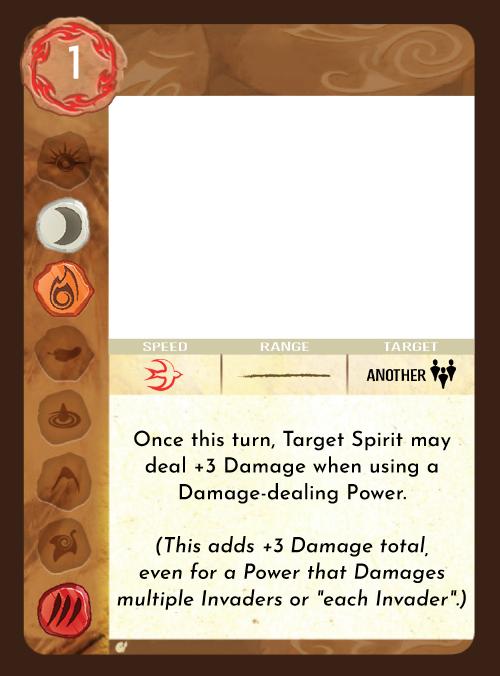 1
SPEED RANGE TARGET
ANOTHER
Once this turn, Target Spirit may
deal +3 Damage when using a
Damage-dealing Power.
(This adds +3 Damage total,
even for a Power that Damages
multiple Invaders or "each Invader".)